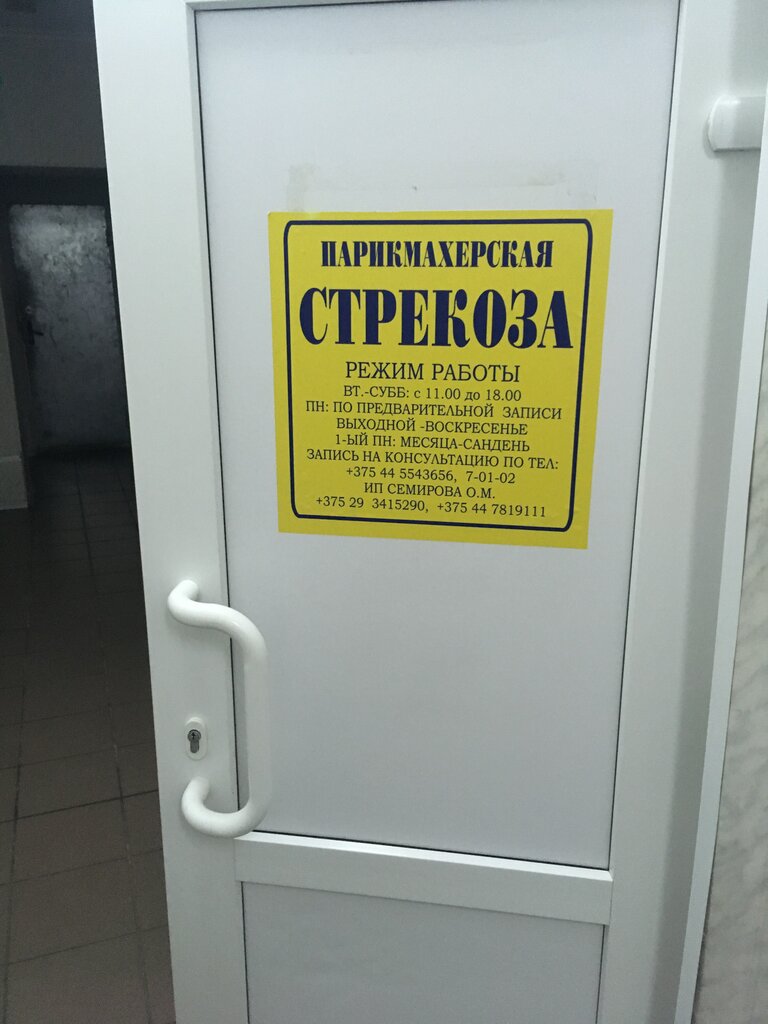 ПАРИКМАХЕРСКАЯ
СТРЕКОЗА
РЕЖИМ РАБОТЫ
ВТ.-СУББ: с 11.00 до 18.00
ПН: ПО ПРЕДВАРИТЕЛЬНОЙ ЗАПИСИ
ВЫХОДНОЙ -ВОСКРЕСЕНЬЕ
1-ЫЙ ПН: МЕСЯЦА-САНДЕНЬ
ЗАПИСЬ НА КОНСУЛЬТАЦИЮ ПО ТЕЛ:
+375 44 5543656, 7-01-02
ИП СЕМИРОВА О.М.
+375 29 3415290, +375 44 7819111